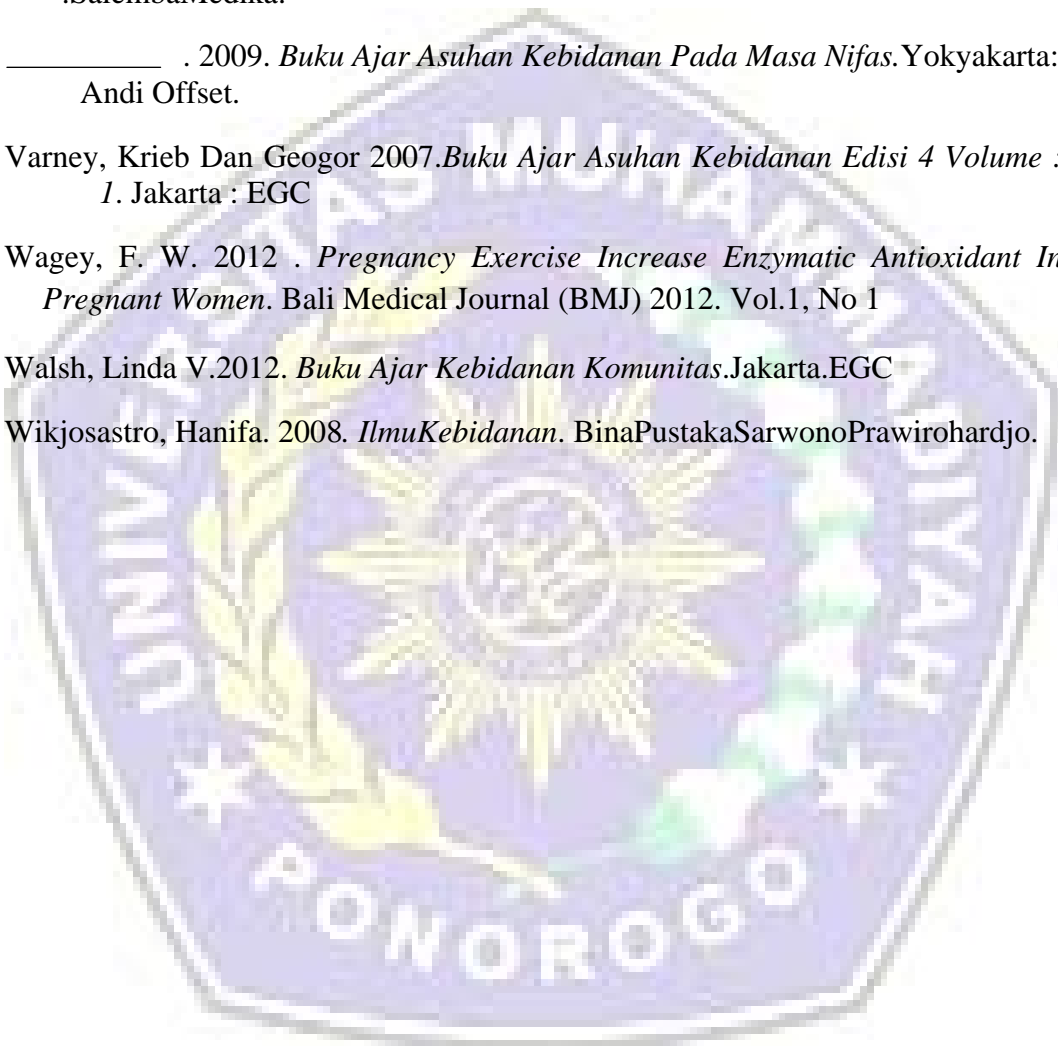 .SalembaMedika.
__________ . 2009. Buku Ajar Asuhan Kebidanan Pada Masa Nifas.Yokyakarta:
Andi Offset.
Varney, Krieb Dan Geogor 2007.Buku Ajar Asuhan Kebidanan Edisi 4 Volume :
1. Jakarta : EGC
Wagey, F. W. 2012 . Pregnancy Exercise Increase Enzymatic Antioxidant In
Pregnant Women. Bali Medical Journal (BMJ) 2012. Vol.1, No 1
Walsh, Linda V.2012. Buku Ajar Kebidanan Komunitas.Jakarta.EGC
Wikjosastro, Hanifa. 2008. IlmuKebidanan. BinaPustakaSarwonoPrawirohardjo.
UNIVERSITAS MUHAMMADIYAH
PONOROGO